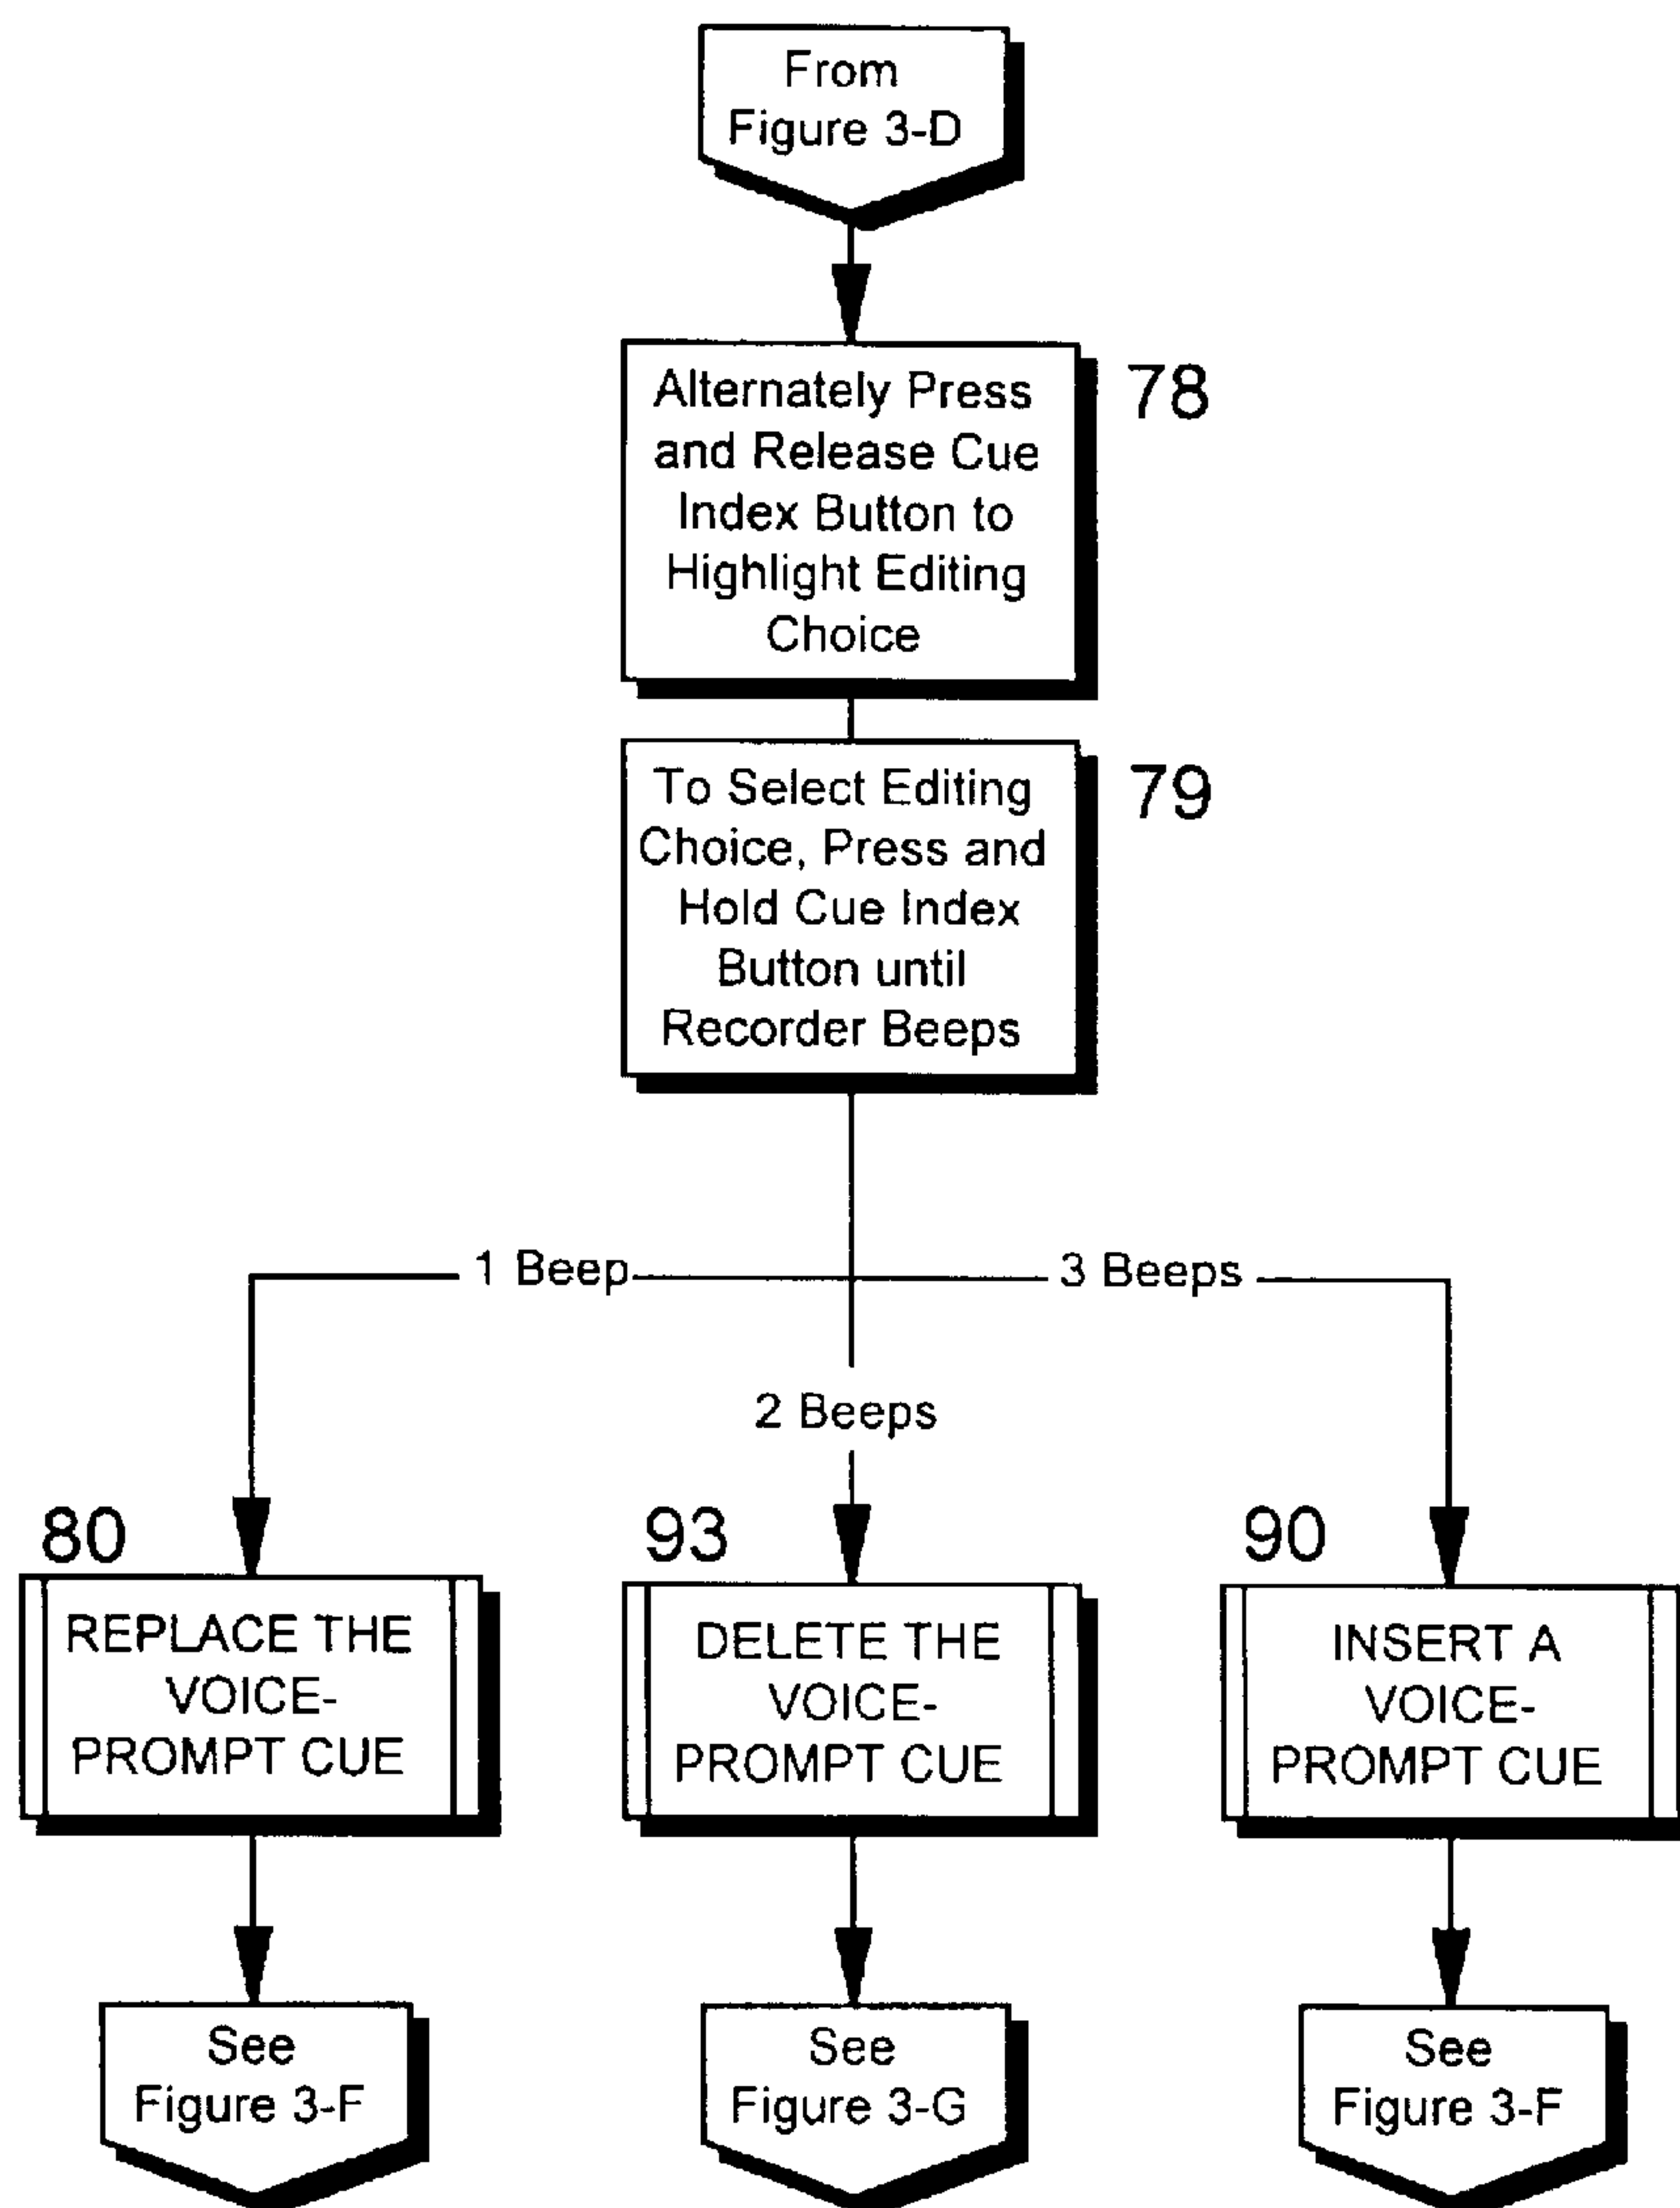 From
Figure 3-D
Alternately Press
and Release Cue
Index Button to
Highlight Editing
Choice
78
To Select Editing
Choice, Press and
Hold Cue Index
Button until
Recorder Beeps
79
1 Beep
3 Beeps
2 Beeps
80
REPLACE THE
VOICE-
PROMPT CUE
93
DELETE THE
VOICE-
PROMPT CUE
90
INSERT A
VOICE-
PROMPT CUE
See
Figure 3-F
See
Figure 3-G
See
Figure 3-F